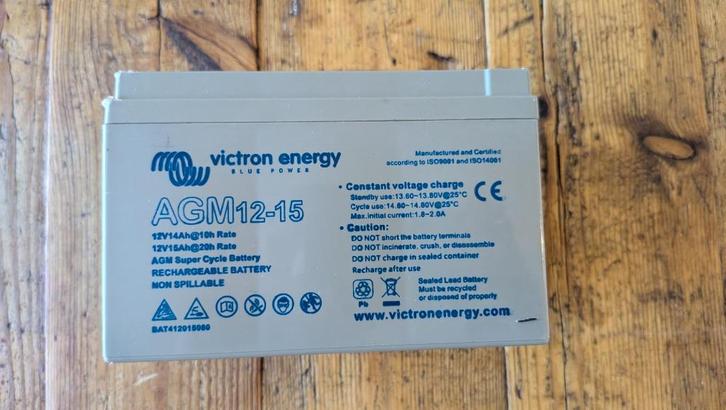 victron energy
BLUE POWER
AGM12-15
12V14Ah@10h Rate
12V15Ah@20h Rate
AGM Super Cycle Battery
RECHARGEABLE BATTERY
NON SPILLABLE
BAT412015080
Manufactured and Certified
according to ISO9001 and ISO14001
• Constant voltage charge
Standby use:13.60~13.80V@25°C
Cycle use:14.60~14.80V@25°C
Max.initial current:1.8~2.0A
CE
• Caution:
DO NOT short the battery terminals
DO NOT incinerate, crush, or disassemble
DO NOT charge in sealed container
Recharge after use
Pb
Sealed Lead Battery
Must be recycled
or disposed of properly
www.victronenergy.com